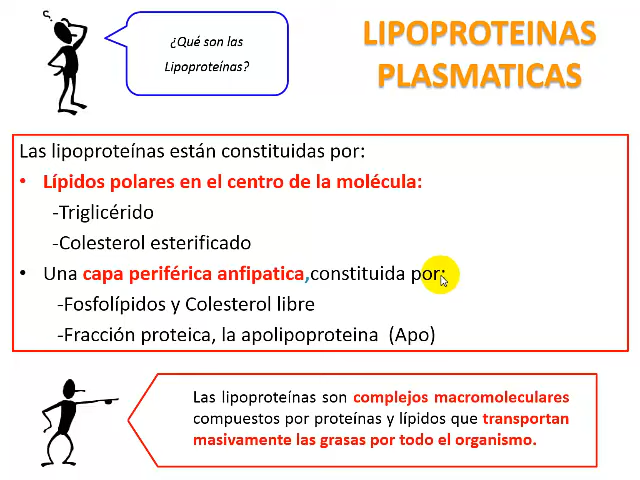 ¿Qué son las
Lipoproteínas?
LIPOPROTEINAS
PLASMATICAS
Las lipoproteínas están constituidas por:
• Lípidos polares en el centro de la molécula:
-Triglicérido
-Colesterol esterificado
• Una capa periférica anfipatica,constituida por:
-Fosfolípidos y Colesterol libre
-Fracción proteica, la apolipoproteina (Apo)
Las lipoproteínas son complejos macromoleculares
compuestos por proteínas y lípidos que transportan
masivamente las grasas por todo el organismo.